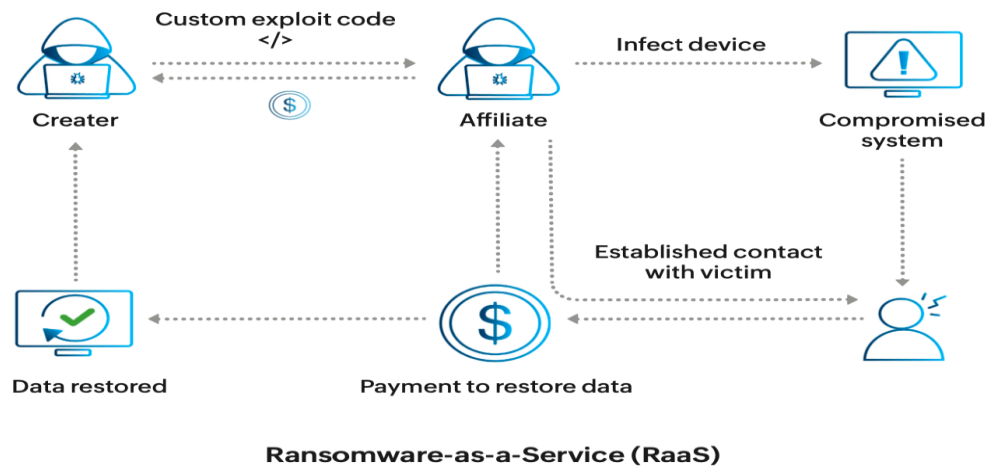 Custom exploit code
</>
Infect device
$
Creater
Affiliate
Compromised
system
Established contact
with victim
$
Data restored
Payment to restore data
Ransomware-as-a-Service (RaaS)